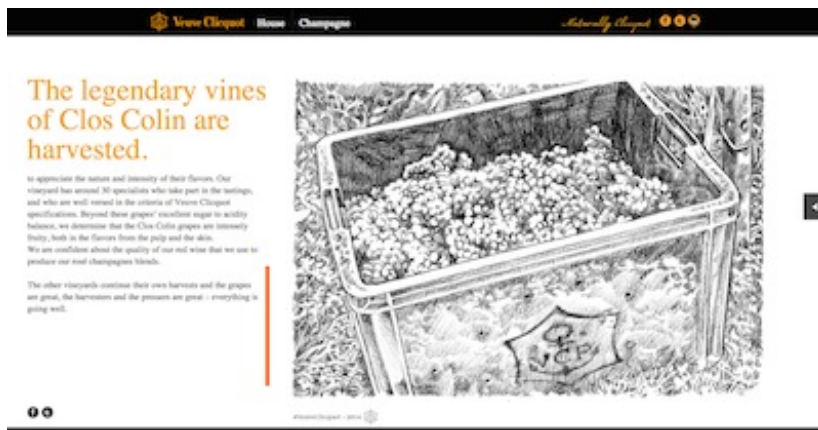 Veuve Clicquot House Champagne Naturally Clicquot
The legendary vines
of Clos Colin are
harvested.
to appreciate the nature and intensity of their flavors. Our
vineyard has around 30 specialists who take part in the tastings,
and who are well versed in the criteria of Veuve Clicquot
specifications. Beyond these grapes' excellent sugar to acidity
balance, we determine that the Clos Colin grapes are intensely
fruity, both in the flavors from the pulp and the skin.
We are confident about the quality of our red wine that we use to
produce our rosé champagnes blends.
The other vineyards continue their own harvests and the grapes
are great, the harvesters and the pressers are great - everything is
going well.
VCP